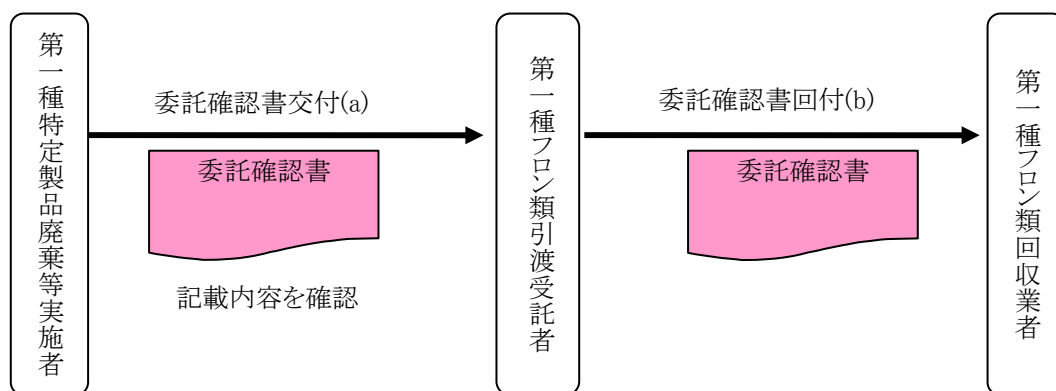 第一種特定製品廃棄等実施者
委託確認書交付(a)
委託確認書
記載内容を確認
第一種フロン類引渡受託者
委託確認書回付(b)
委託確認書
第一種フロン類回収業者